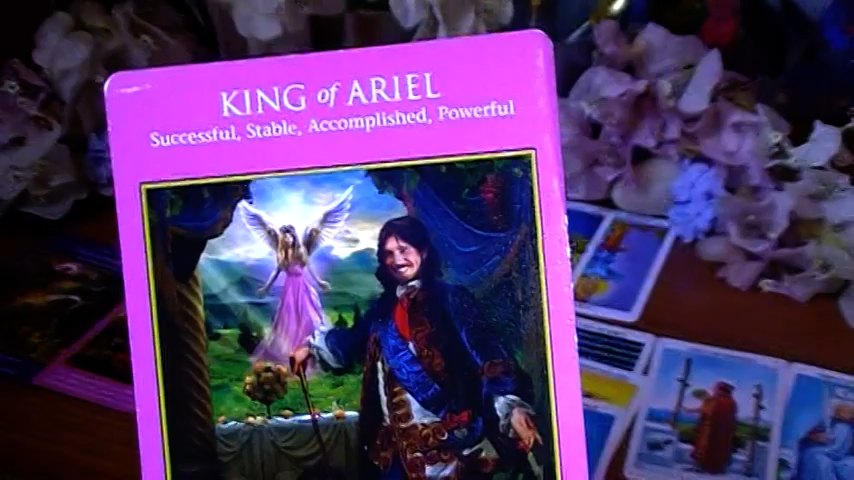 KING of ARIEL
Successful, Stable, Accomplished, Powerful